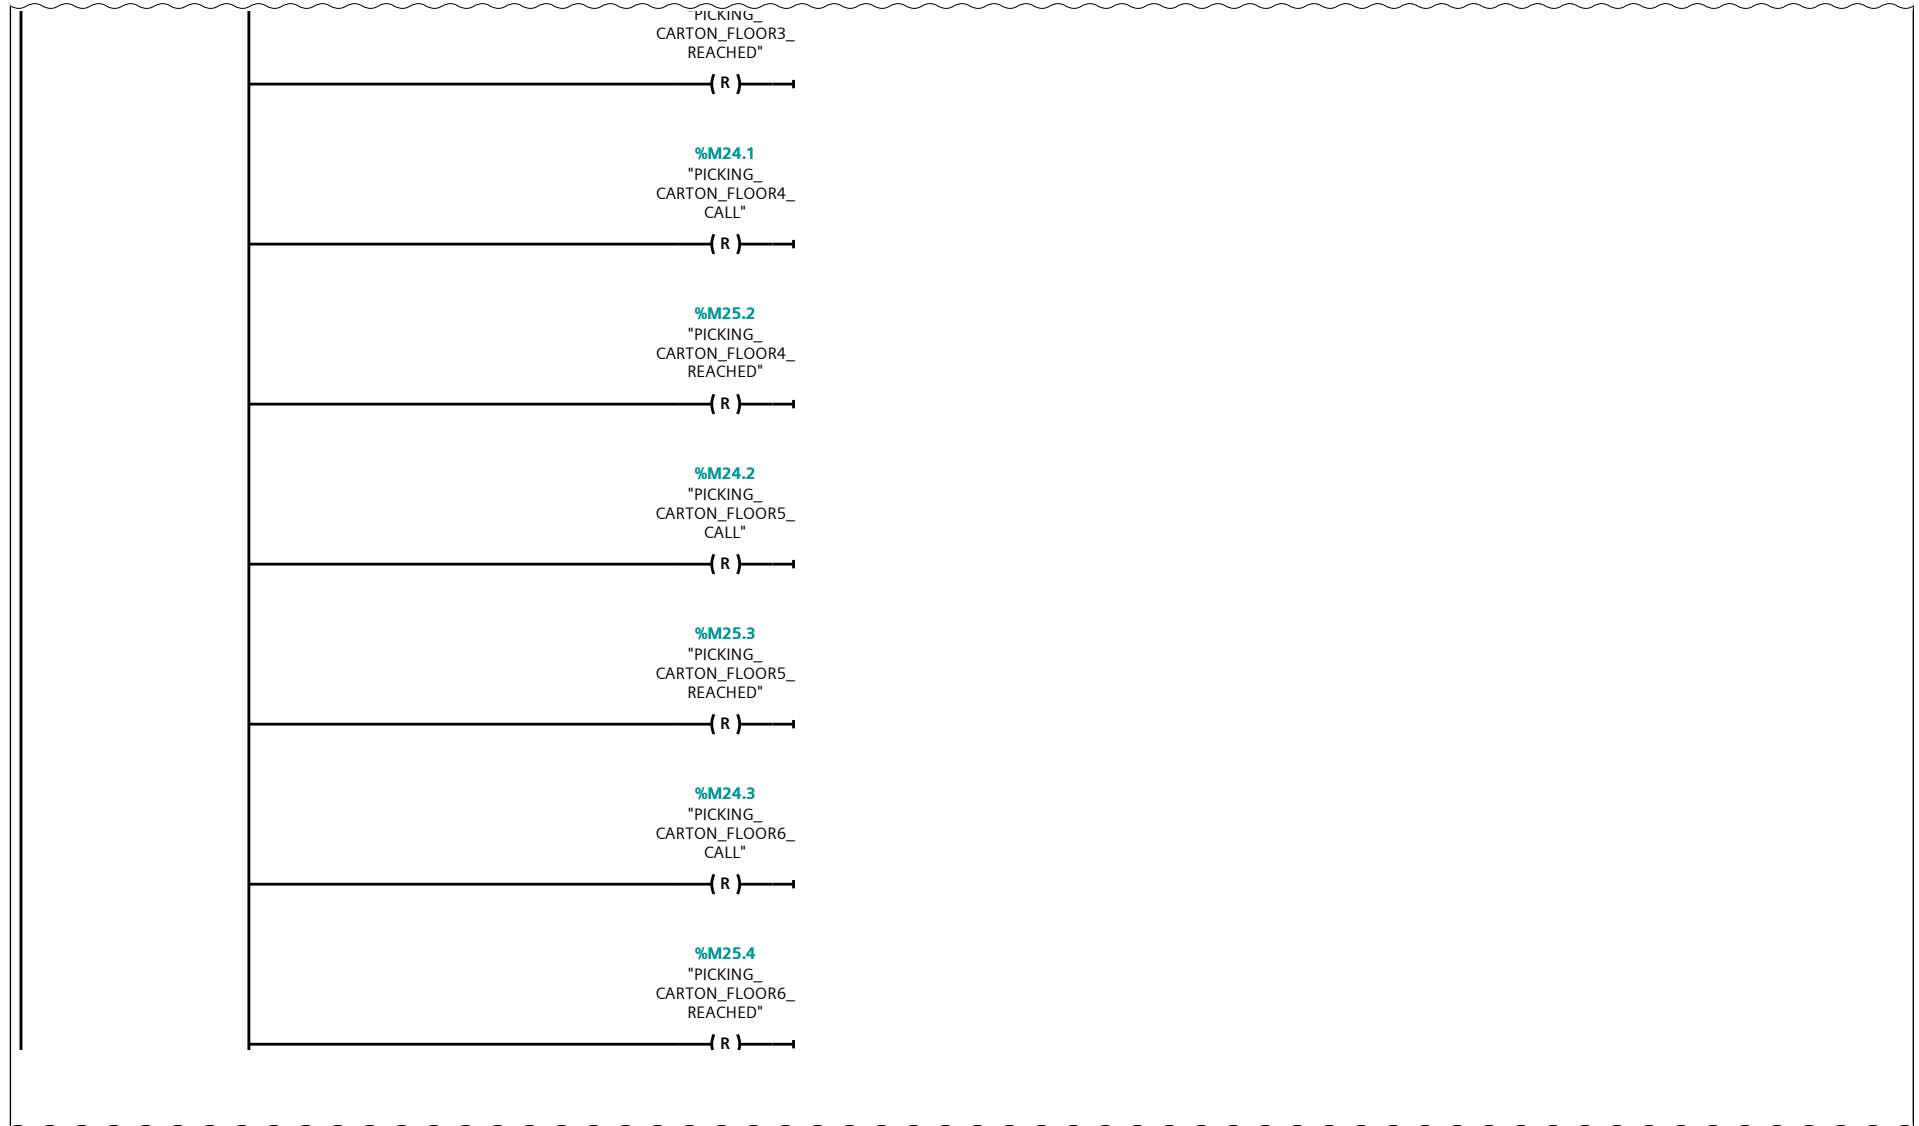 "PICKING_
CARTON_FLOOR3_
REACHED"
( R )
%M24.1
"PICKING_
CARTON_FLOOR4_
CALL"
( R )
%M25.2
"PICKING_
CARTON_FLOOR4_
REACHED"
( R )
%M24.2
"PICKING_
CARTON_FLOOR5_
CALL"
( R )
%M25.3
"PICKING_
CARTON_FLOOR5_
REACHED"
( R )
%M24.3
"PICKING_
CARTON_FLOOR6_
CALL"
( R )
%M25.4
"PICKING_
CARTON_FLOOR6_
REACHED"
( R )